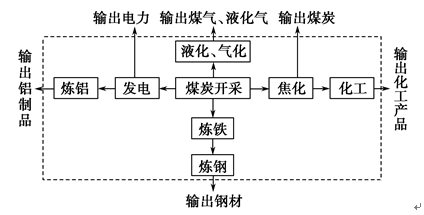 输出电力 输出煤气、液化气 输出煤炭
液化、气化
输出铝制品
炼铝 发电 煤炭开采 焦化 化工
输出化工产品
炼铁
炼钢
输出钢材